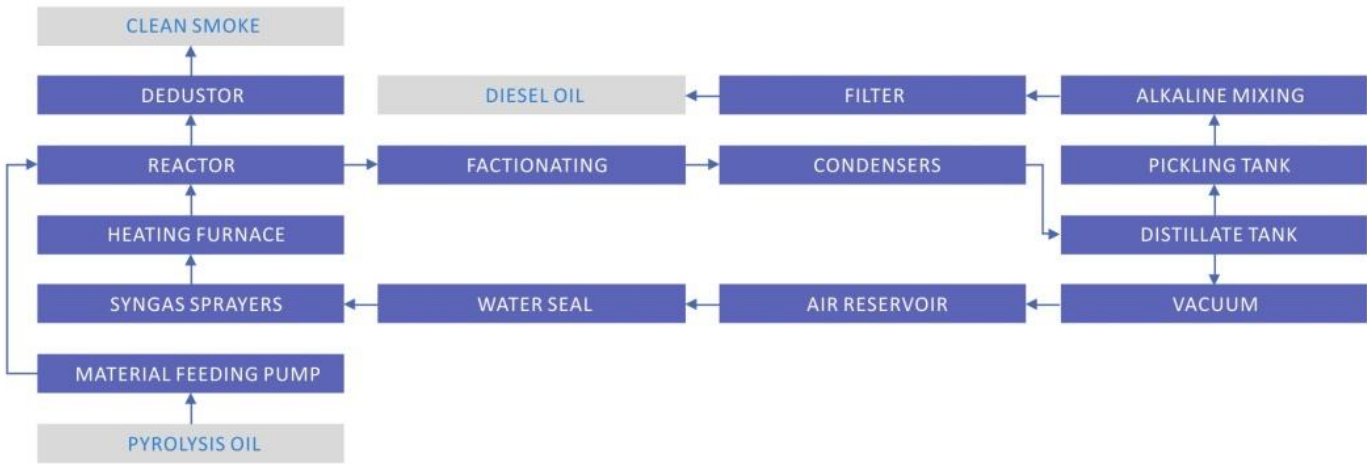 CLEAN SMOKE
DEDUSTOR
DIESEL OIL
FILTER
ALKALINE MIXING
REACTOR
FACTIONATING
CONDENSERS
PICKLING TANK
HEATING FURNACE
DISTILLATE TANK
SYNGAS SPRAYERS
WATER SEAL
AIR RESERVOIR
VACUUM
MATERIAL FEEDING PUMP
PYROLYSIS OIL